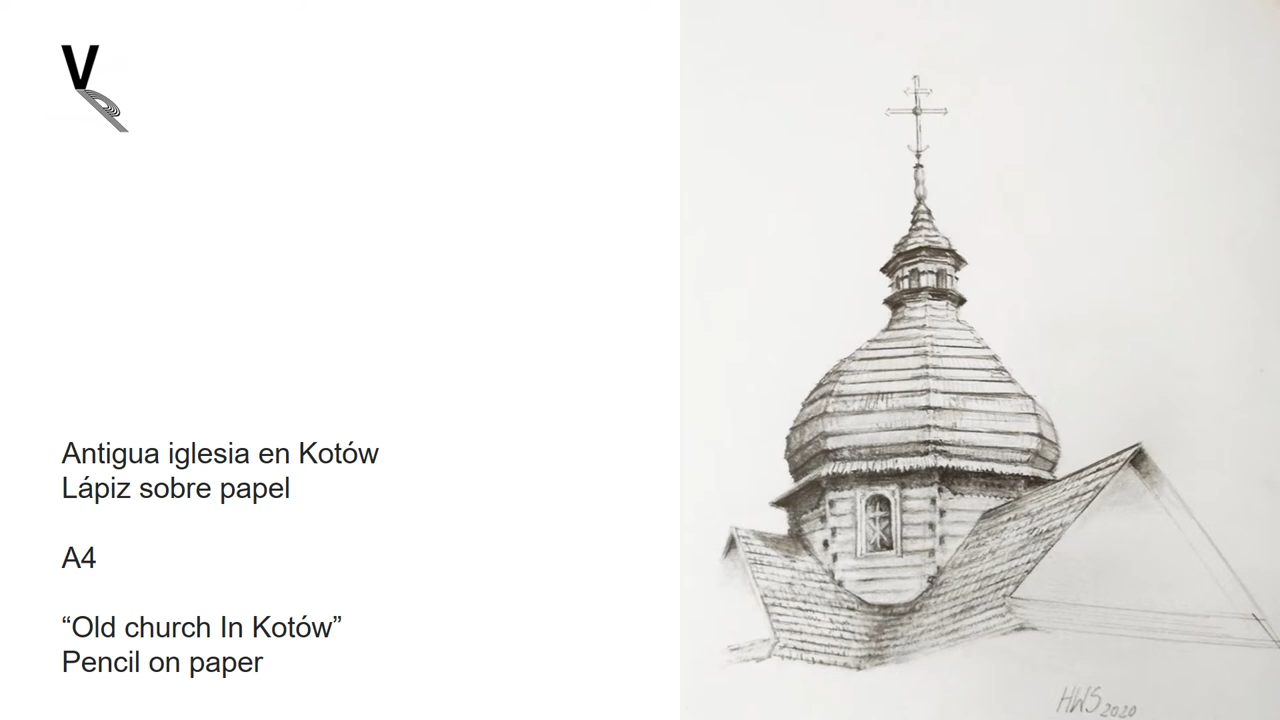 V
Antigua iglesia en Kotów
Lápiz sobre papel
A4
“Old church In Kotów”
Pencil on paper
HWS 2020